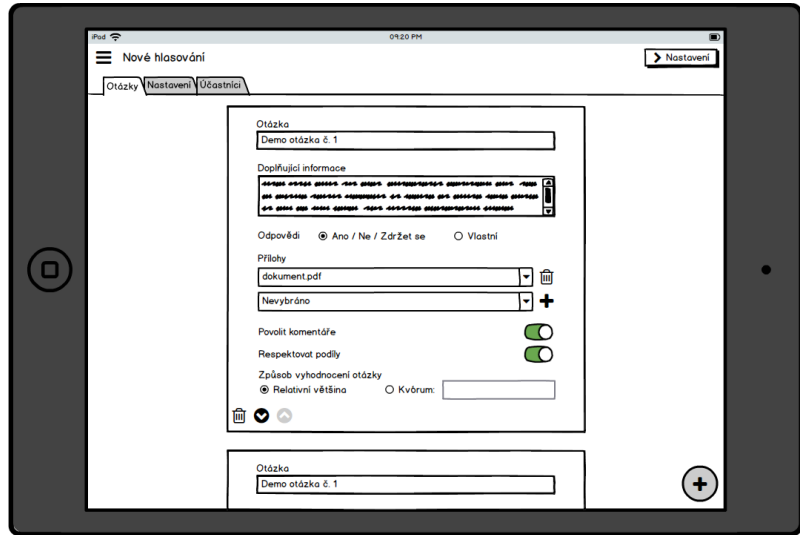 iPad
09:20 PM
Nové hlasování
Nastavení
Otázky
Nastavení
Účastníci
Otázka
Demo otázka č. 1
Doplňující informace
Odpovědi
Ano / Ne / Zdržet se
Vlastní
Přílohy
dokument.pdf
Nevybráno
Povolit komentáře
Respektovat podíly
Způsob vyhodnocení otázky
Relativní většina
Kvórum:
Otázka
Demo otázka č. 1